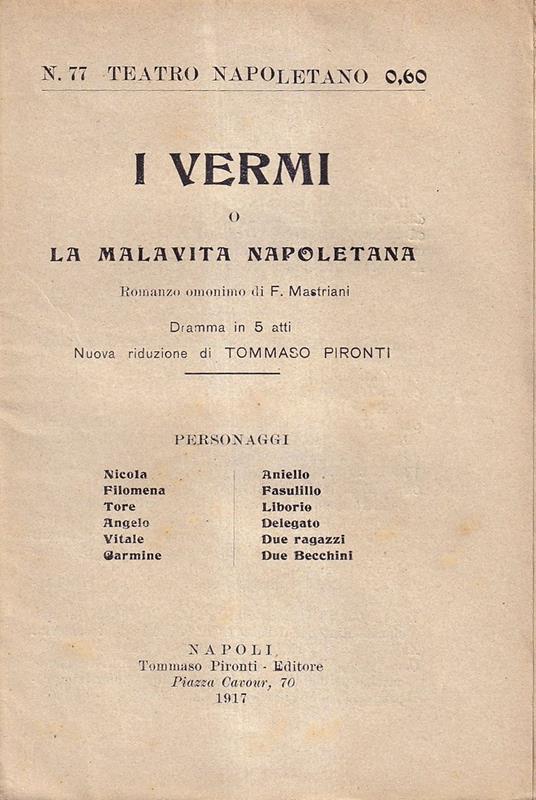 N. 77 TEATRO NAPOLETANO 0,60
I VERMI
O
LA MALAVITA NAPOLETANA
Romanzo omonimo di F. Mastriani
Dramma in 5 atti
Nuova riduzione di TOMMASO PIRONTI
PERSONAGGI
Nicola
Filomena
Tore
Angelo
Vitale
Carmine
Aniello
Fasulillo
Liborio
Delegato
Due ragazzi
Due Becchini
NAPOLI
Tommaso Pironti - Editore
Piazza Cavour, 70
1917